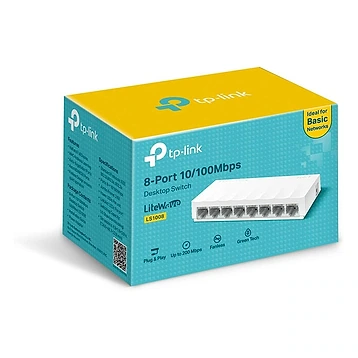 tp-link
Ideal for
Basic
Networks
tp-link
8-Port 10/100Mbps
Desktop Switch
LiteWave
LS1008
Plug & Play
Up to 200 Mbps
Fanless
Green Tech